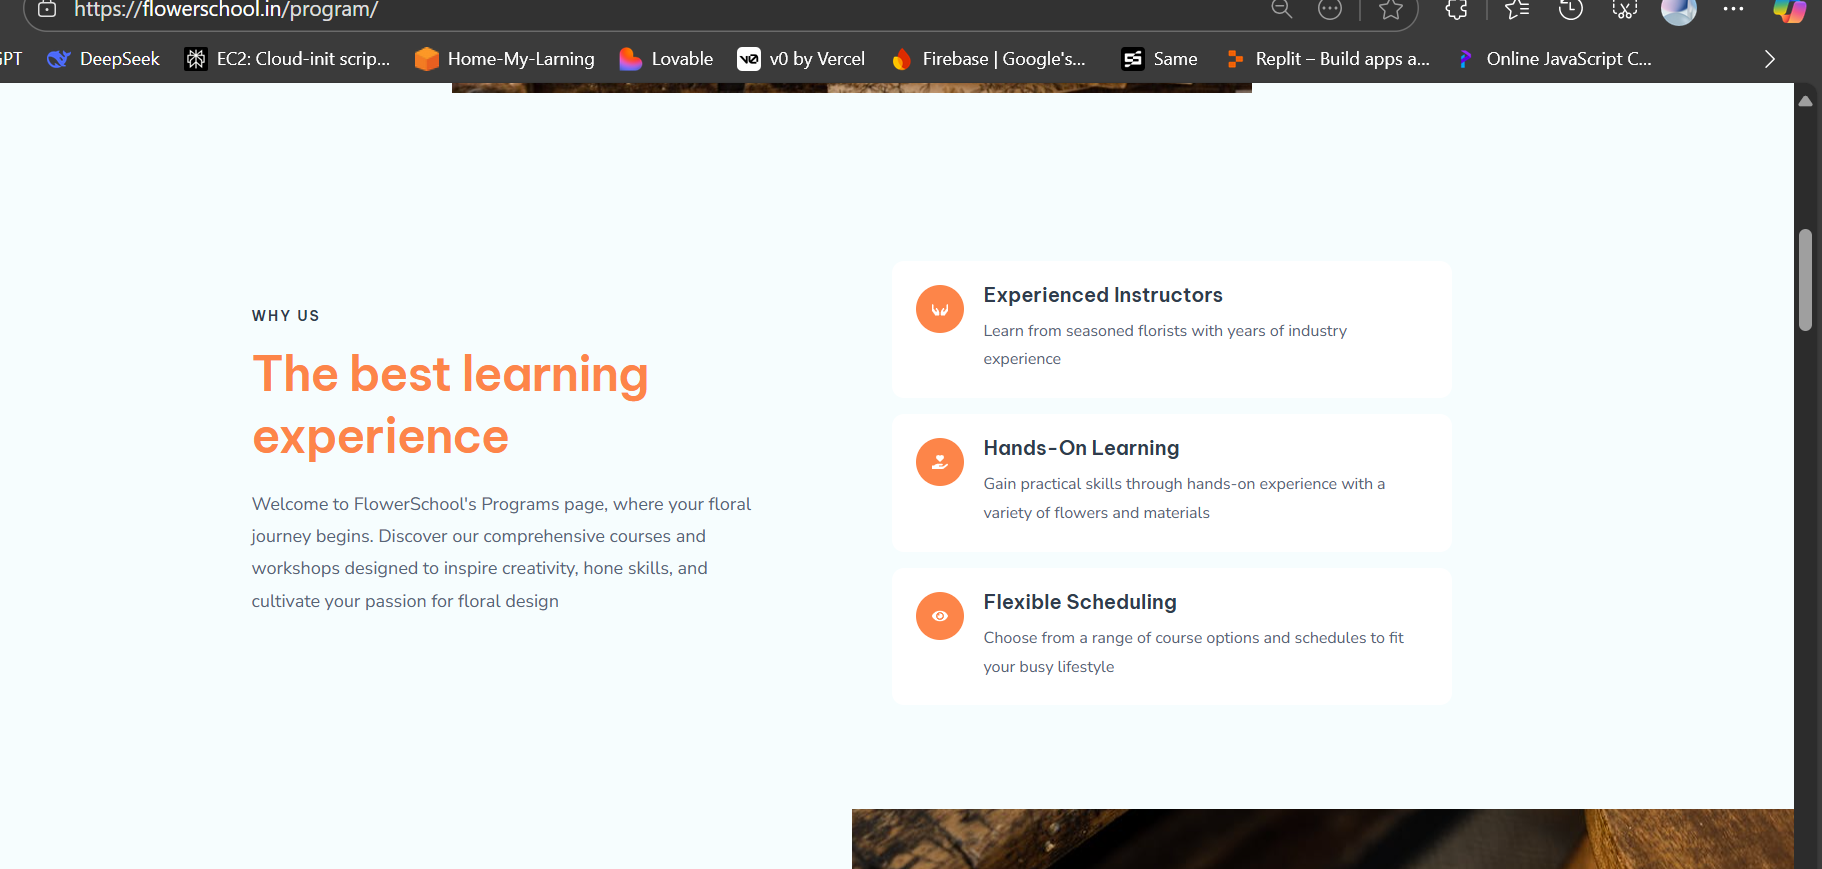 https://flowerschool.in/program/
DeepSeek
EC2: Cloud-init scrip...
Home-My-Larning
Lovable
v0 by Vercel
Firebase | Google's...
Same
Replit – Build apps a...
Online JavaScript C...
WHY US
The best learning
experience
Welcome to FlowerSchool's Programs page, where your floral
journey begins. Discover our comprehensive courses and
workshops designed to inspire creativity, hone skills, and
cultivate your passion for floral design
Experienced Instructors
Learn from seasoned florists with years of industry
experience
Hands-On Learning
Gain practical skills through hands-on experience with a
variety of flowers and materials
Flexible Scheduling
Choose from a range of course options and schedules to fit
your busy lifestyle